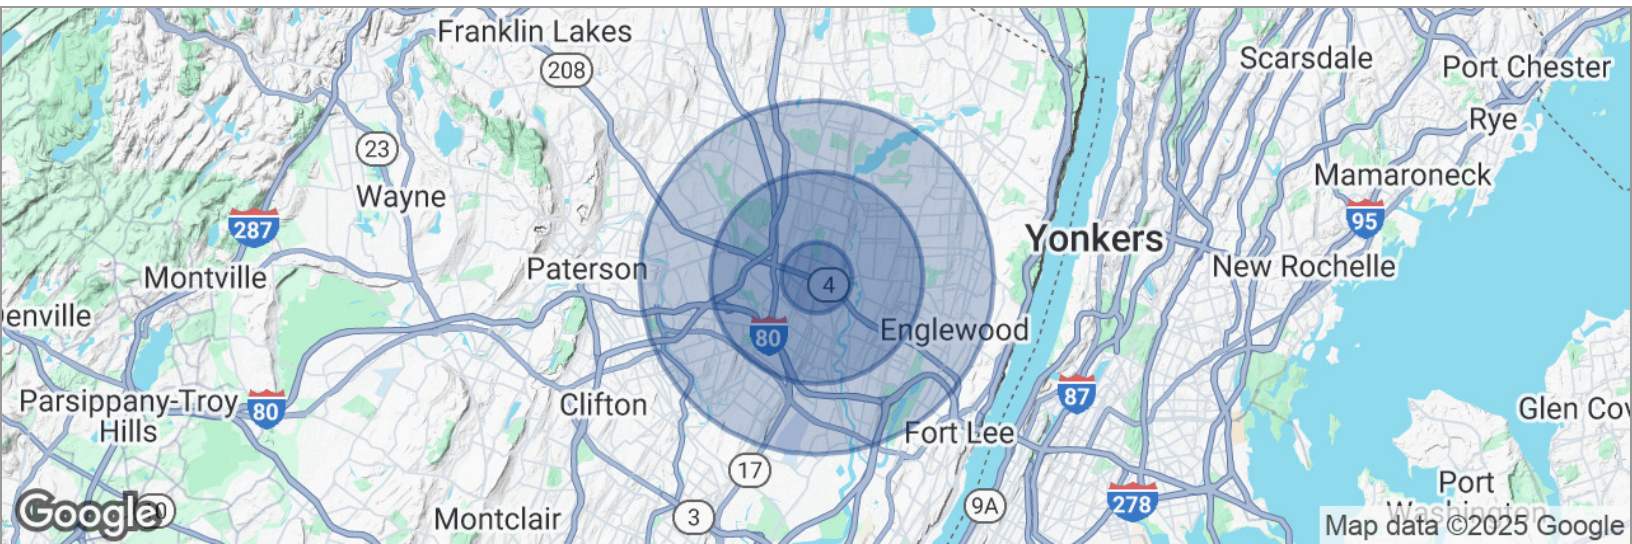 Franklin Lakes
208
Scarsdale
Port Chester
Rye
23
Wayne
Mamaroneck
287
95
Yonkers
Montville
Paterson
New Rochelle
4
enville
80
Englewood
Parsippany-Troy
Hills
80
Clifton
87
Glen Cov
Fort Lee
17
Port
Washington
278
9A
3
Montclair
Google
Map data ©2025 Google